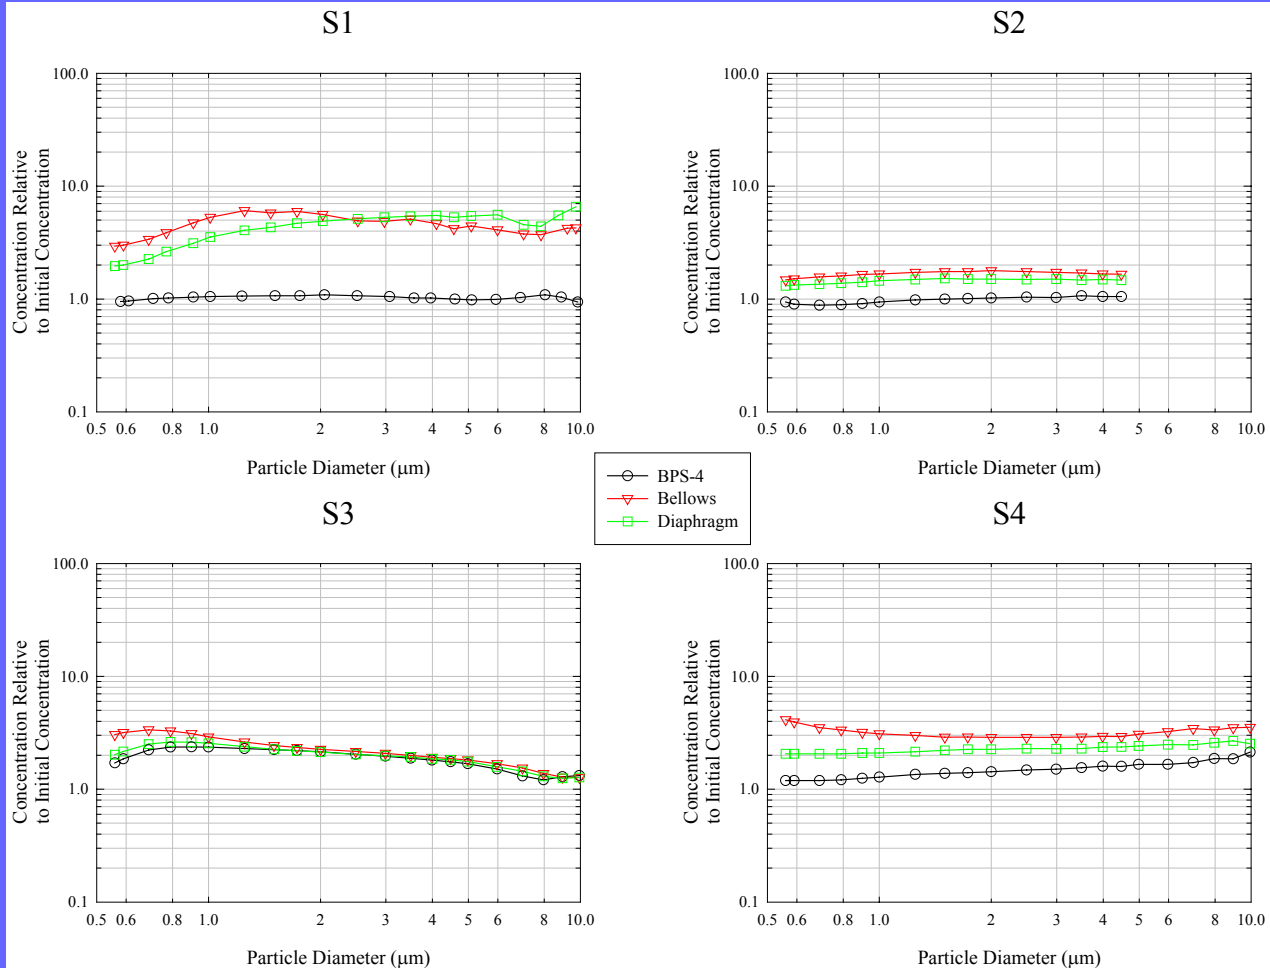 S1
S2
100.0
10.0
1.0
0.1
Concentration Relative
to Initial Concentration
0.5 0.6 0.8 1.0 2 3 4 5 6 8 10.0
Particle Diameter (μm)
100.0
10.0
1.0
0.1
Concentration Relative
to Initial Concentration
0.5 0.6 0.8 1.0 2 3 4 5 6 8 10.0
Particle Diameter (μm)
BPS-4
Bellows
Diaphragm
S3
S4
100.0
10.0
1.0
0.1
Concentration Relative
to Initial Concentration
0.5 0.6 0.8 1.0 2 3 4 5 6 8 10.0
Particle Diameter (μm)
100.0
10.0
1.0
0.1
Concentration Relative
to Initial Concentration
0.5 0.6 0.8 1.0 2 3 4 5 6 8 10.0
Particle Diameter (μm)